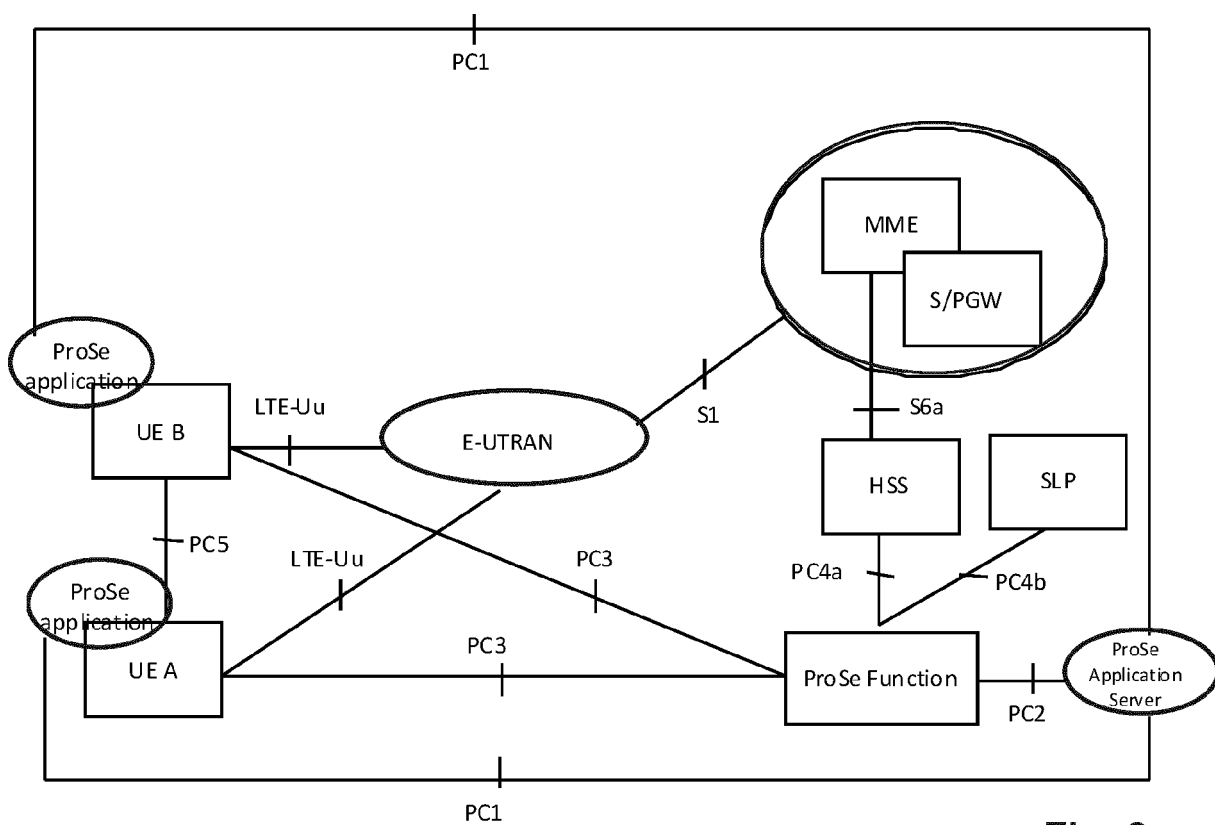 PC1
MME
S/PGW
ProSe
application
LTE-Uu
UE B
E-UTRAN
S1
S6a
HSS
SLP
PC5
LTE-Uu
PC3
PC4a
PC4b
ProSe
application
UE A
PC3
ProSe Function
ProSe
Application
Server
PC2
PC1